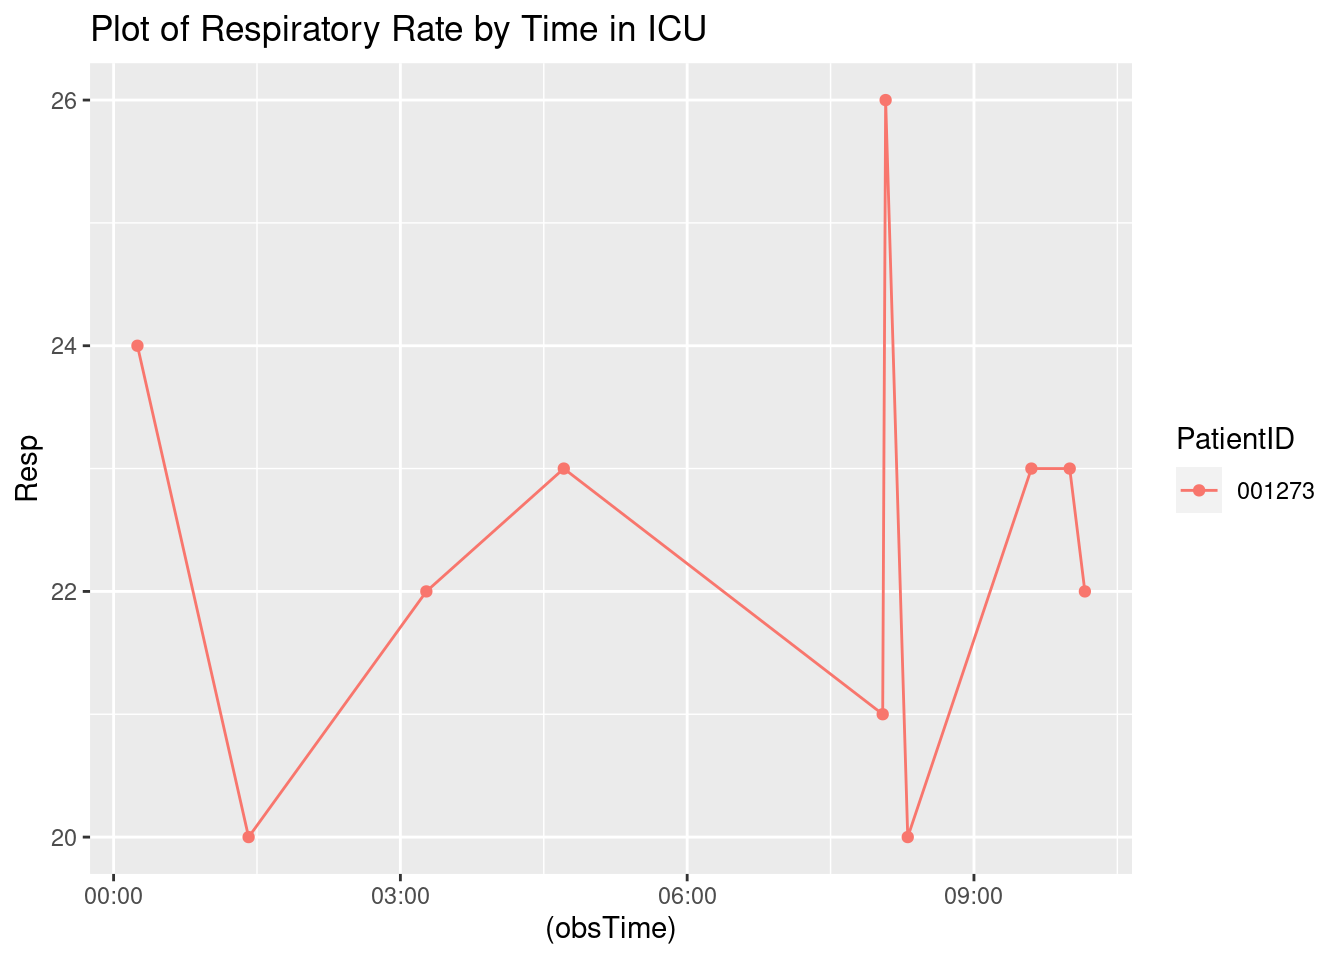 Plot of Respiratory Rate by Time in ICU
26
24
22
20
Resp
00:00 03:00 06:00 09:00
(obsTime)
PatientID
001273